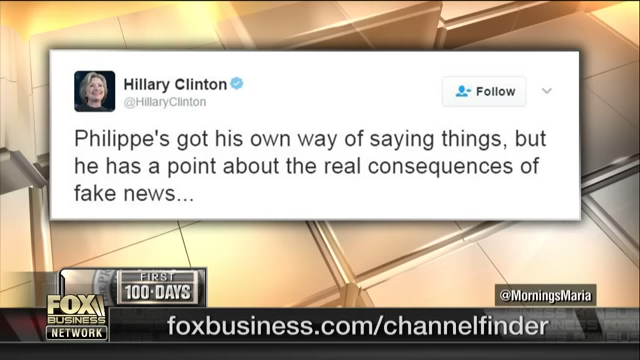 Hillary Clinton
@HillaryClinton
Follow
Philippe's got his own way of saying things, but
he has a point about the real consequences of
fake news...
FIRST
100·DAYS
@MorningsMaria
FOX
BUSINESS
NETWORK
foxbusiness.com/channelfinder